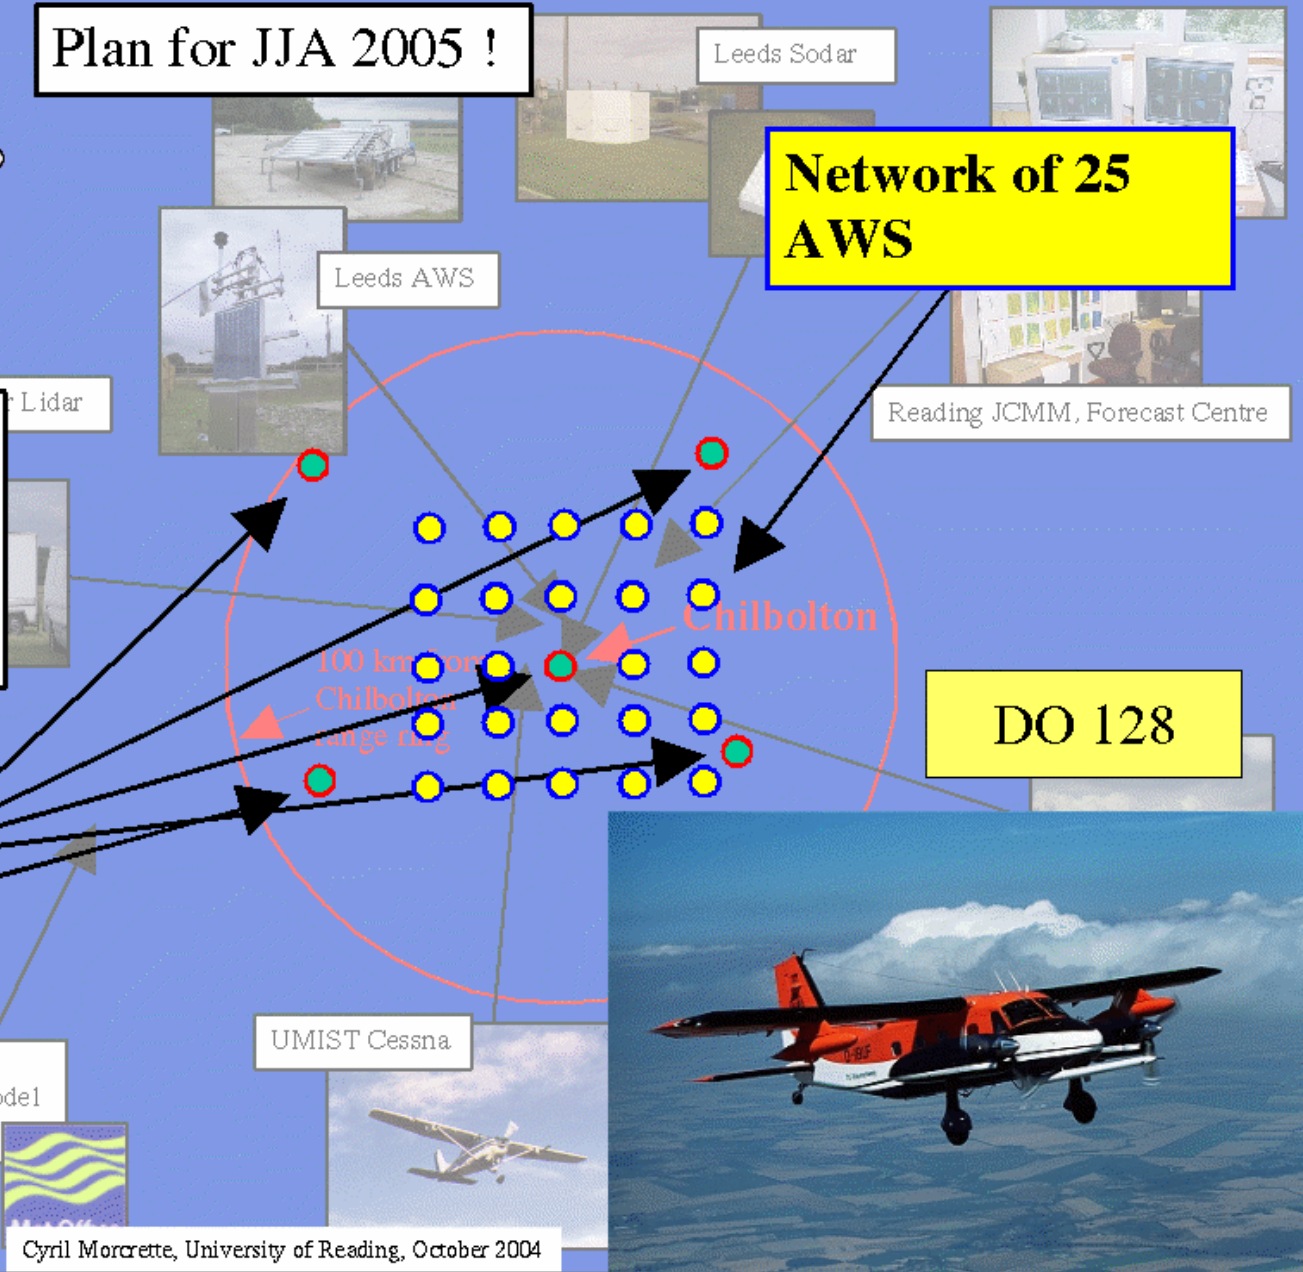 Plan for JJA 2005 !
Leeds Sodar
Network of 25
AWS
Leeds AWS
Lidar
Reading JCMM, Forecast Centre
Chilbolton
100 km from
Chilbolton
range ring
DO 128
UMIST Cessna
Cyril Morcrette, University of Reading, October 2004